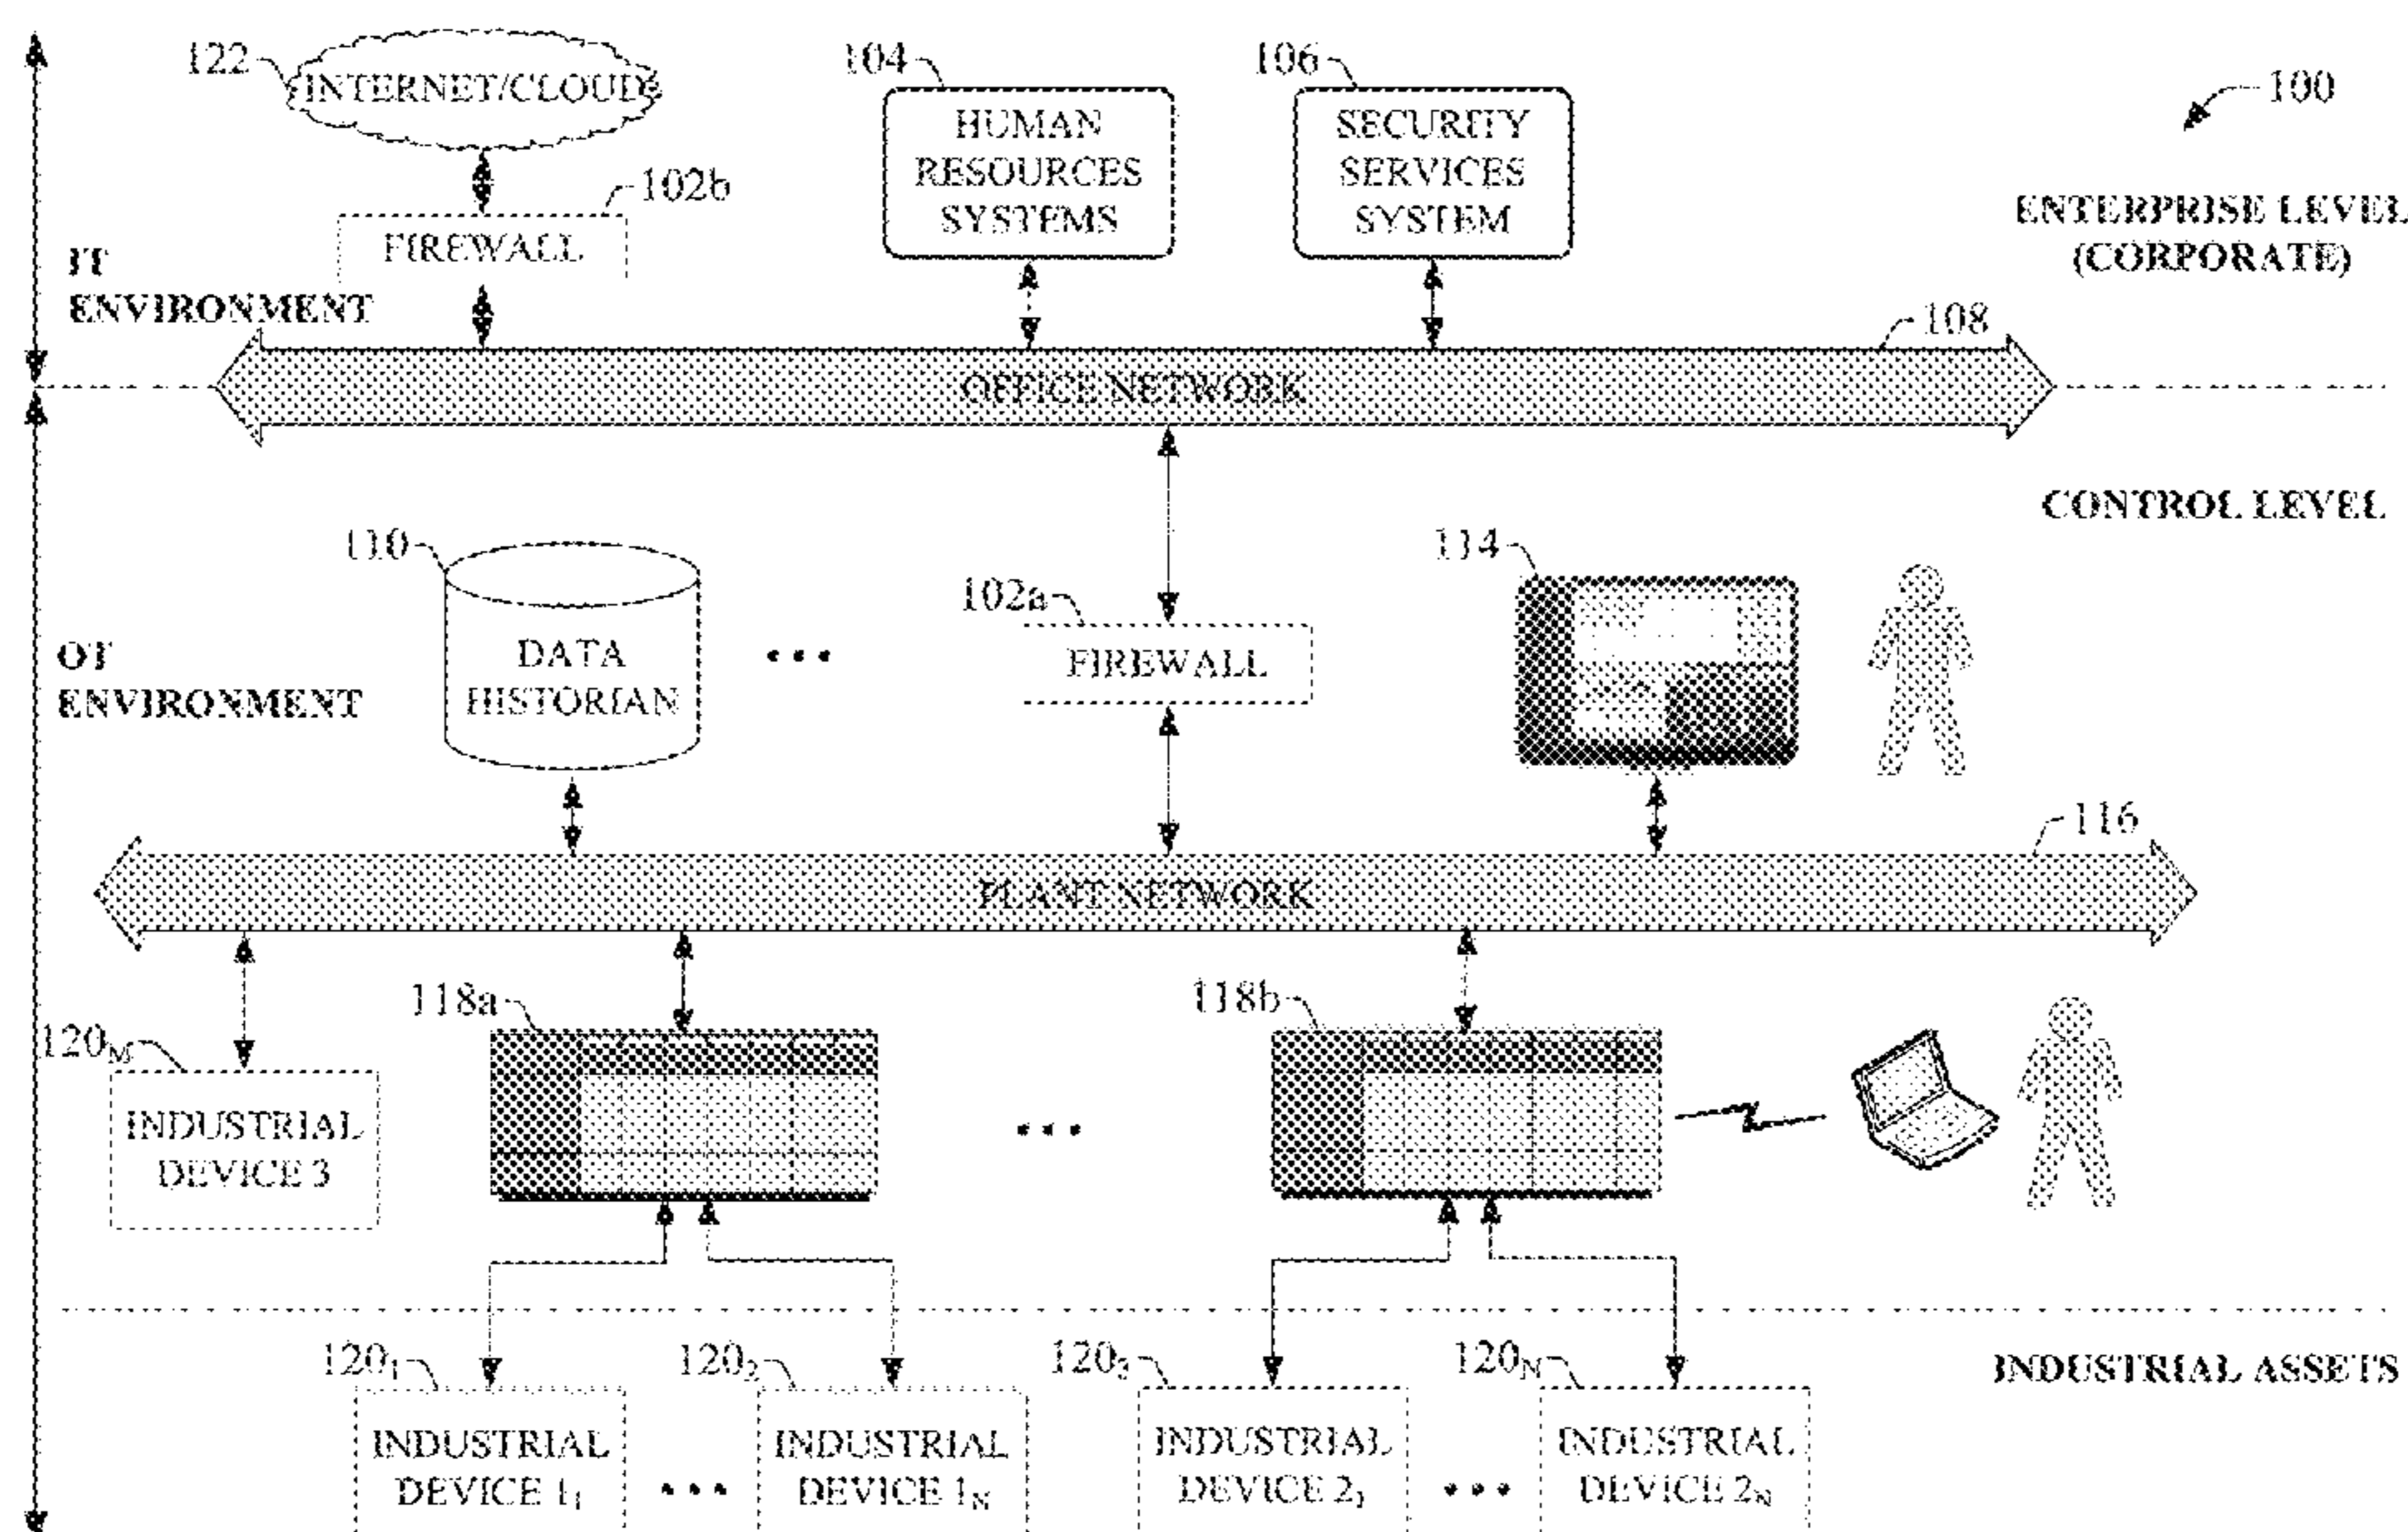 122
INTERNET/CLOUD
104
HUMAN
RESOURCES
SYSTEMS
106
SECURITY
SERVICES
SYSTEM
100
102b
FIREWALL
ENTERPRISE LEVEL
(CORPORATE)
IT
ENVIRONMENT
108
OFFICE NETWORK
CONTROL LEVEL
110
DATA
HISTORIAN
102a
FIREWALL
114
OT
ENVIRONMENT
116
PLANT NETWORK
118a
118b
120M
INDUSTRIAL
DEVICE 3
1201
1202
1203
120N
INDUSTRIAL ASSETS
INDUSTRIAL
DEVICE 11
INDUSTRIAL
DEVICE 1N
INDUSTRIAL
DEVICE 21
INDUSTRIAL
DEVICE 2N